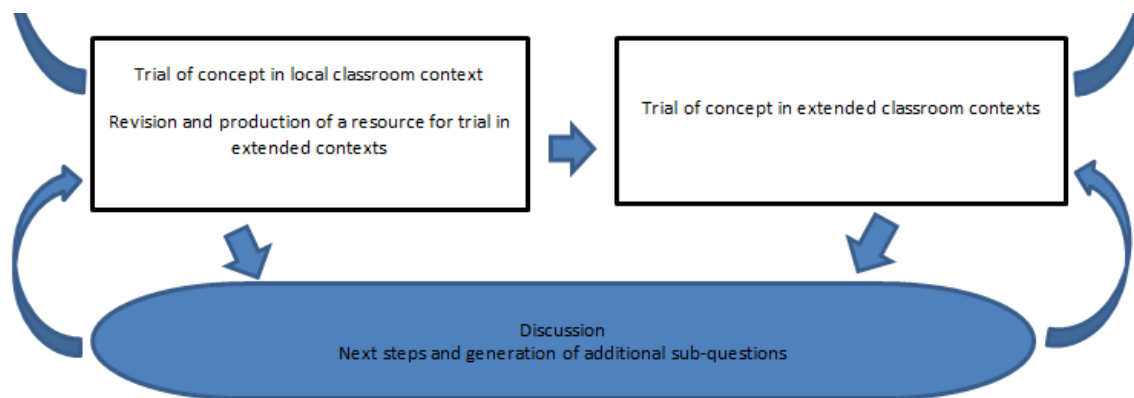 Trial of concept in local classroom context
Revision and production of a resource for trial in
extended contexts
Trial of concept in extended classroom contexts
Discussion
Next steps and generation of additional sub-questions